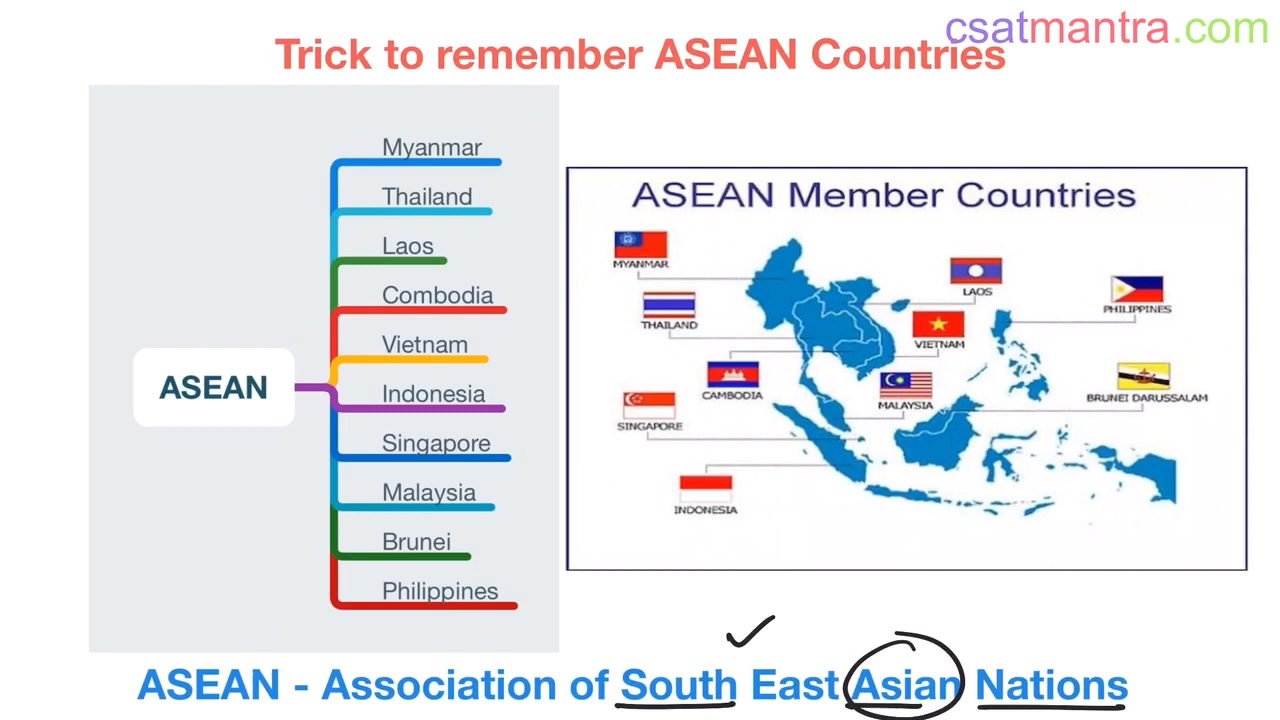 csatmantra.com
Trick to remember ASEAN Countries
ASEAN
Myanmar
Thailand
Laos
Combodia
Vietnam
Indonesia
Singapore
Malaysia
Brunei
Philippines
ASEAN Member Countries
MYANMAR
LAOS
PHILIPPINES
THAILAND
VIETNAM
CAMBODIA
MALAYSIA
BRUNEI DARUSSALAM
SINGAPORE
INDONESIA
ASEAN - Association of South East Asian Nations